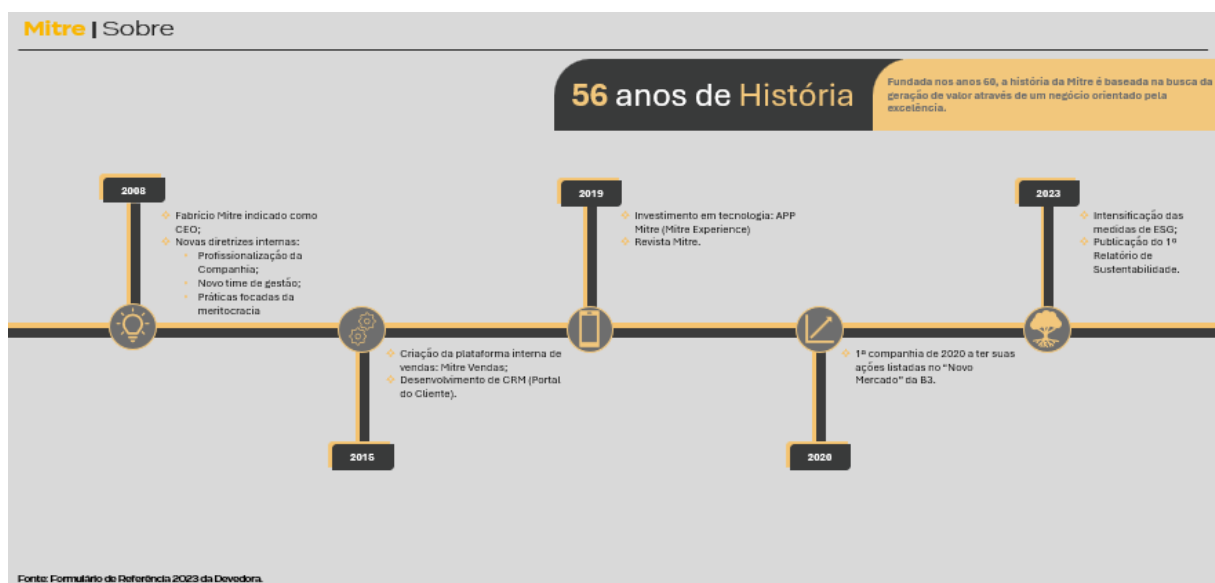 Mitre | Sobre
56 anos de História
Fundada nos anos 60, a história da Mitre é baseada na busca da
geração de valor através de um negócio orientado pela
excelência.
2008
Fabrício Mitre indicado como
CEO;
Novas diretrizes internas:
Profissionalização da
Companhia;
Novo time de gestão;
Práticas focadas da
meritocracia
2019
Investimento em tecnologia: APP
Mitre (Mitre Experience)
Revista Mitre.
2023
Intensificação das
medidas de ESG;
Publicação do 1º
Relatório de
Sustentabilidade.
Criação da plataforma interna de
vendas: Mitre Vendas;
Desenvolvimento de CRM (Portal
do Cliente).
2015
1ª companhia de 2020 a ter suas
ações listadas no “Novo
Mercado” da B3.
2020
Fonte: Formulário de Referência 2023 da Devedora.